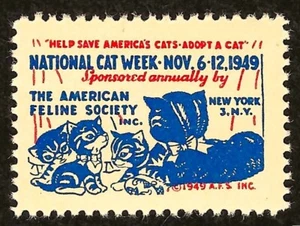 "HELP SAVE AMERICA'S CATS-ADOPT A CAT"
NATIONAL CAT WEEK·NOV. 6-12, 1949
Sponsored annually by
THE AMERICAN
FELINE SOCIETY
INC.
NEW YORK
3, N.Y.
©1949 A.F.S. INC.